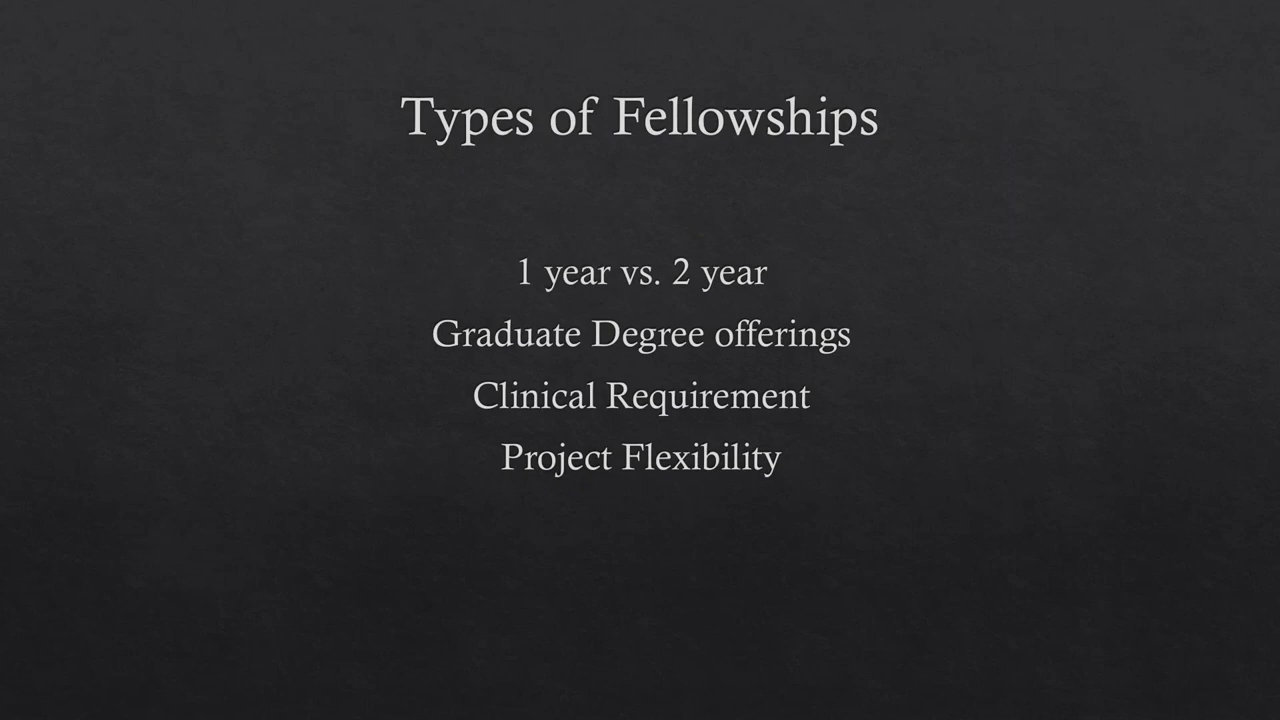 Types of Fellowships
1 year vs. 2 year
Graduate Degree offerings
Clinical Requirement
Project Flexibility